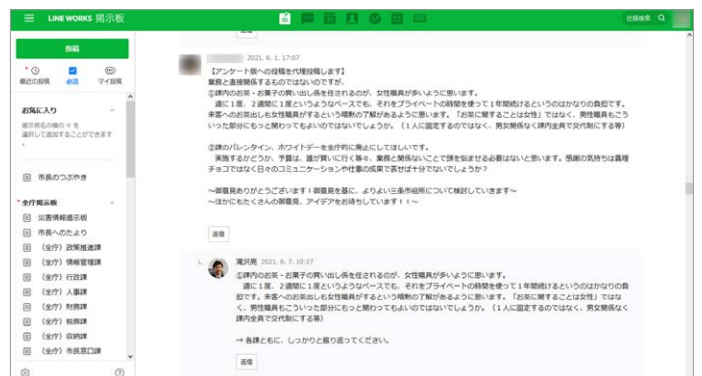 LINE WORKS 掲示板
社員検索
投稿
最近の投稿 必読 マイ投稿
お気に入り
掲示板名の横の ☆ を
選択して追加することができます
。
市長のつぶやき
全庁掲示板
災害情報掲示板
市長へのたより
（全庁）政策推進課
（全庁）情報管理課
（全庁）行政課
（全庁）人事課
（全庁）財務課
（全庁）税務課
（全庁）収納課
（全庁）市民窓口課
2021. 6. 1. 17:07
【アンケート版への投稿を代理投稿します】
業務と直接関係するものではないのですが、
①課内のお茶・お菓子の買い出し係を任されるのが、女性職員が多いように思います。
週に１度、２週間に１度というようなペースでも、それをプライベートの時間を使って１年間続けるというのはかなりの負担です。
来客へのお茶出しも女性職員がするという暗黙の了解があるように思います。「お茶に関することは女性」ではなく、男性職員もこう
いった部分にもっと関わってもよいのではないでしょうか。（１人に固定するのではなく、男女関係なく課内全員で交代制にする等）
②課のバレンタイン、ホワイトデーを全庁的に廃止にしてほしいです。
実施するかどうか、予算は、誰が買いに行く等々、業務と関係ないことで頭を悩ませる必要はないと思います。感謝の気持ちは義理
チョコではなく日々のコミュニケーションや仕事の成果で表せば十分でないでしょうか？
～御意見ありがとうございます！御意見を基に、よりよい三条市役所について検討していきます～
～ほかにもたくさんの御意見、アイデアをお待ちしています！！～
返信
滝沢亮 2021. 6. 7. 10:27
①課内のお茶・お菓子の買い出し係を任されるのが、女性職員が多いように思います。
週に１度、２週間に１度というようなペースでも、それをプライベートの時間を使って１年間続けるというのはかなりの負
担です。来客へのお茶出しも女性職員がするという暗黙の了解があるように思います。「お茶に関することは女性」ではな
く、男性職員もこういった部分にもっと関わってもよいのではないでしょうか。（１人に固定するのではなく、男女関係なく
課内全員で交代制にする等）
→ 各課ともに、しっかりと振り返ってください。
返信